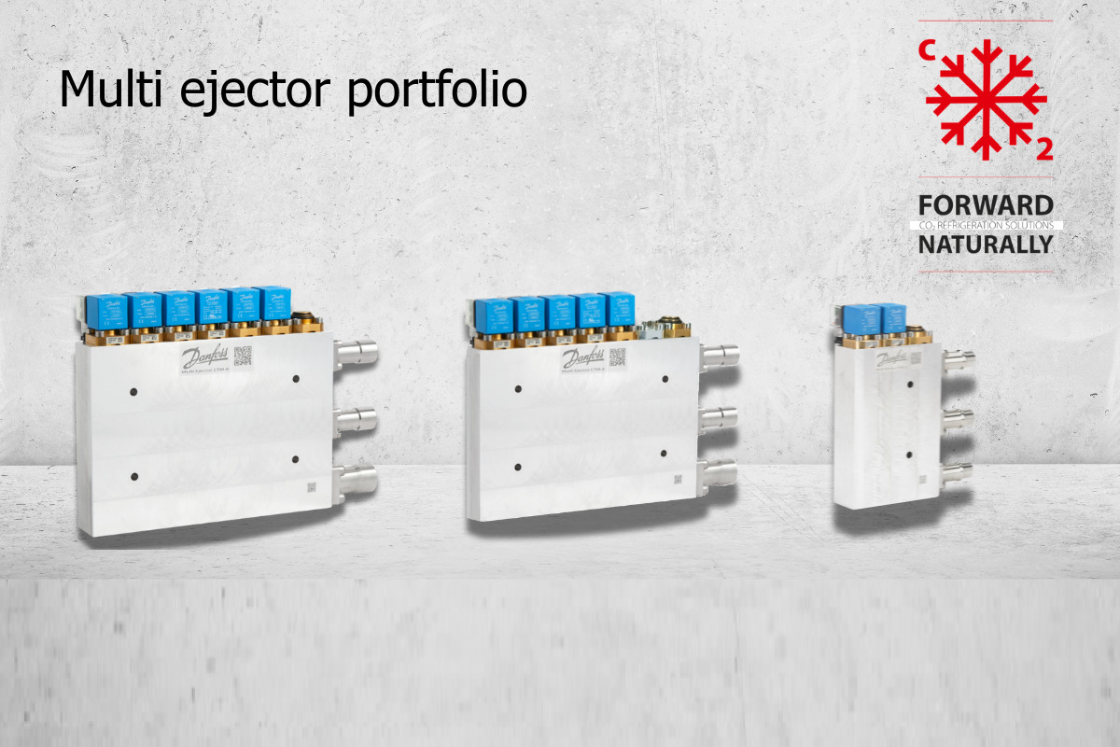 Multi ejector portfolio
C
2
FORWARD
CO₂ REFRIGERATION SOLUTIONS
NATURALLY
Danfoss
Danfoss
Danfoss